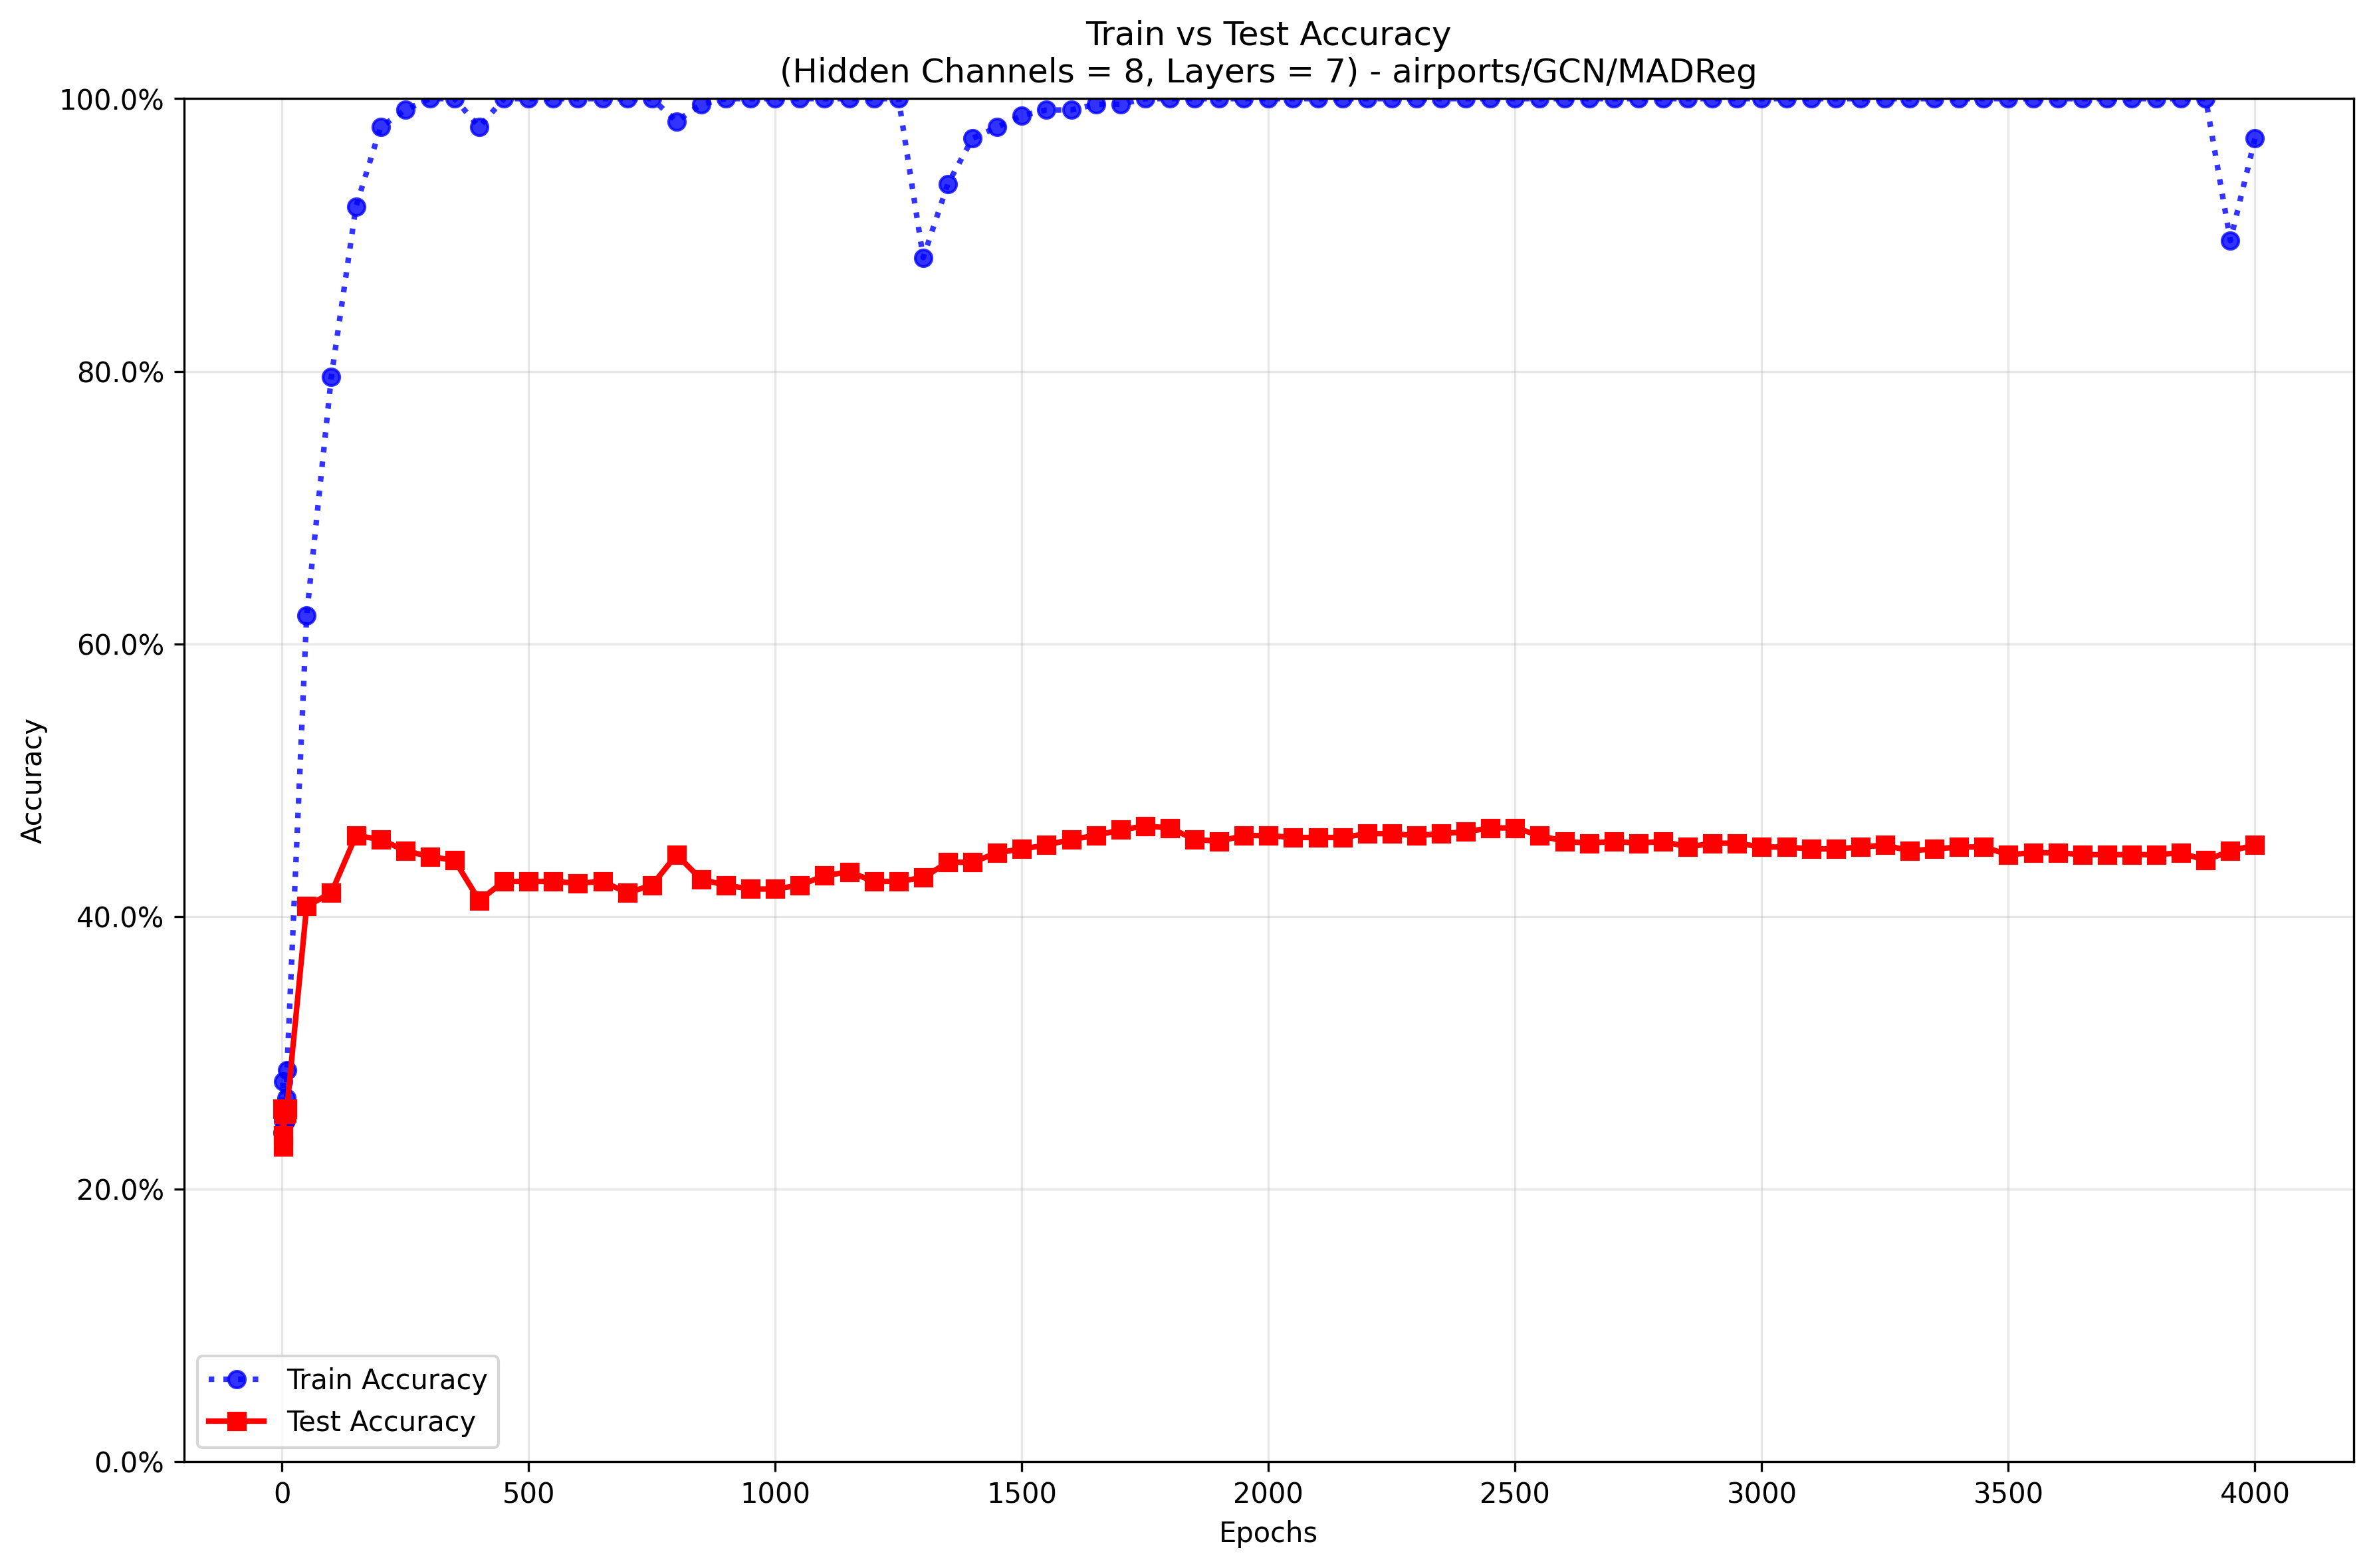 Train vs Test Accuracy
(Hidden Channels = 8, Layers = 7) - airports/GCN/MADReg
100.0%
80.0%
60.0%
40.0%
20.0%
0.0%
Accuracy
Train Accuracy
Test Accuracy
0 500 1000 1500 2000 2500 3000 3500 4000
Epochs